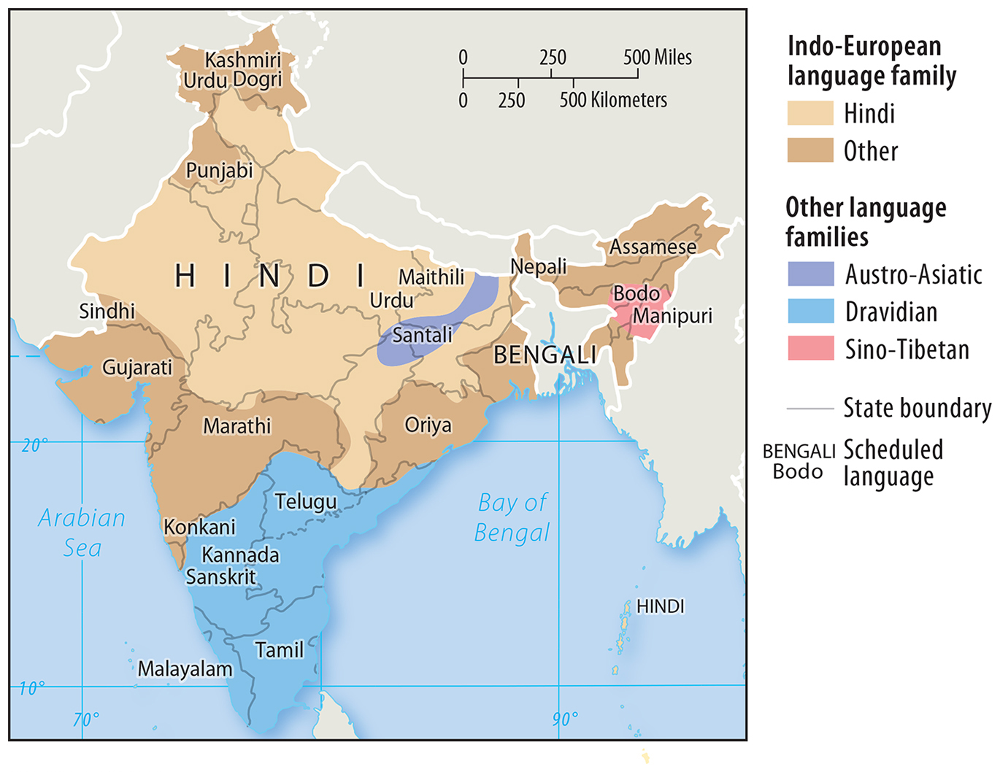 Kashmiri
Urdu Dogri
0 250 500 Miles
0 250 500 Kilometers
Punjabi
Assamese
Nepali
HINDI
Maithili
Urdu
Bodo
Manipuri
Sindhi
Santali
BENGALI
Gujarati
Marathi
Oriya
20°
Telugu
Arabian
Sea
Bay of
Bengal
Konkani
Kannada
Sanskrit
HINDI
Tamil
Malayalam
10°
70°
90°
Indo-European
language family
Hindi
Other
Other language
families
Austro-Asiatic
Dravidian
Sino-Tibetan
State boundary
BENGALI
Bodo
Scheduled
language